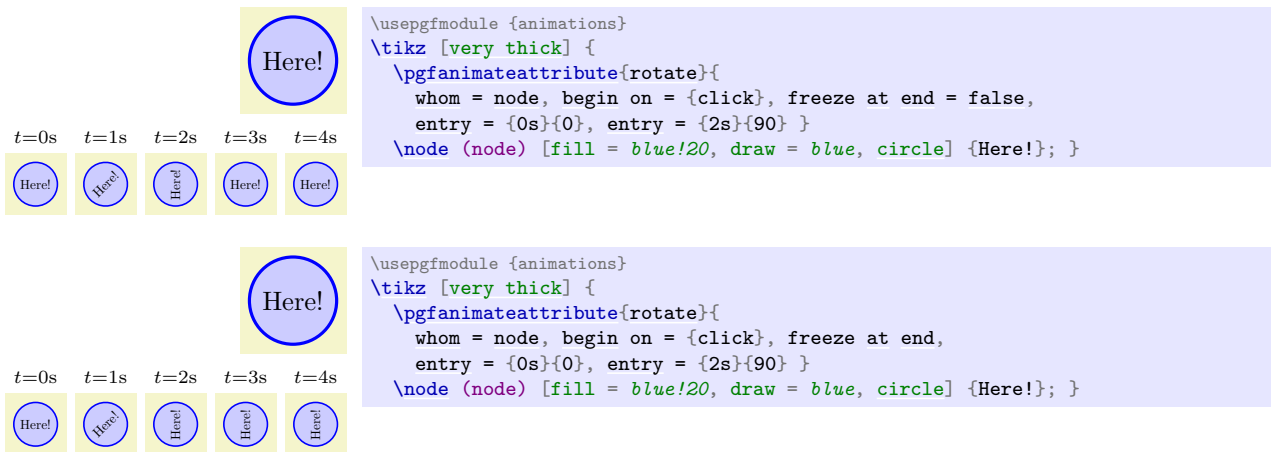 Here!
t=0s t=1s t=2s t=3s t=4s
Here! Here! Here! Here! Here!
\usepgfmodule {animations}
\tikz [very thick] {
  \pgfanimateattribute{rotate}{
    whom = node, begin on = {click}, freeze at end = false,
    entry = {0s}{0}, entry = {2s}{90} }
  \node (node) [fill = blue!20, draw = blue, circle] {Here!}; }
Here!
t=0s t=1s t=2s t=3s t=4s
Here! Here! Here! Here! Here!
\usepgfmodule {animations}
\tikz [very thick] {
  \pgfanimateattribute{rotate}{
    whom = node, begin on = {click}, freeze at end,
    entry = {0s}{0}, entry = {2s}{90} }
  \node (node) [fill = blue!20, draw = blue, circle] {Here!}; }